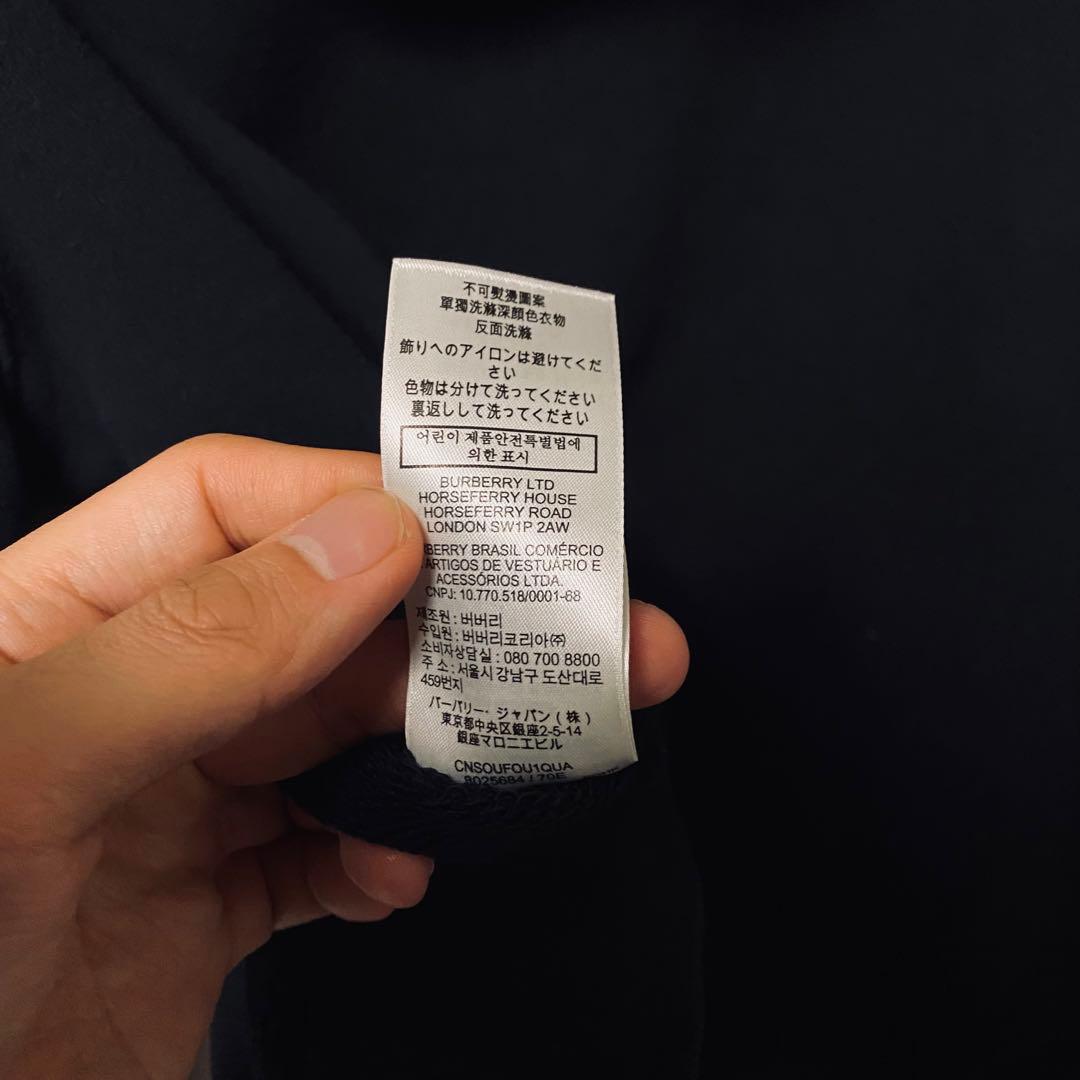 不可熨燙圖案
單獨洗滌深顏色衣物
反面洗滌
飾りへのアイロンは避けてくだ
さい
色物は分けて洗ってください
裏返しして洗ってください
어린이 제품안전특별법에
의한 표시
BURBERRY LTD
HORSEFERRY HOUSE
HORSEFERRY ROAD
LONDON SW1P 2AW
BERRY BRASIL COMÉRCIO
ARTIGOS DE VESTUÁRIO E
ACESSÓRIOS LTDA.
CNPJ: 10.770.518/0001-68
제조원 : 버버리
수입원 : 버버리코리아㈜
소비자상담실 : 080 700 8800
주 소 : 서울시 강남구 도산대로
459번지
バーバリー・ジャパン ( 株 )
東京都中央区銀座2-5-14
銀座マロニエビル
CNSOUFOU1QUA
8025684 / 70E